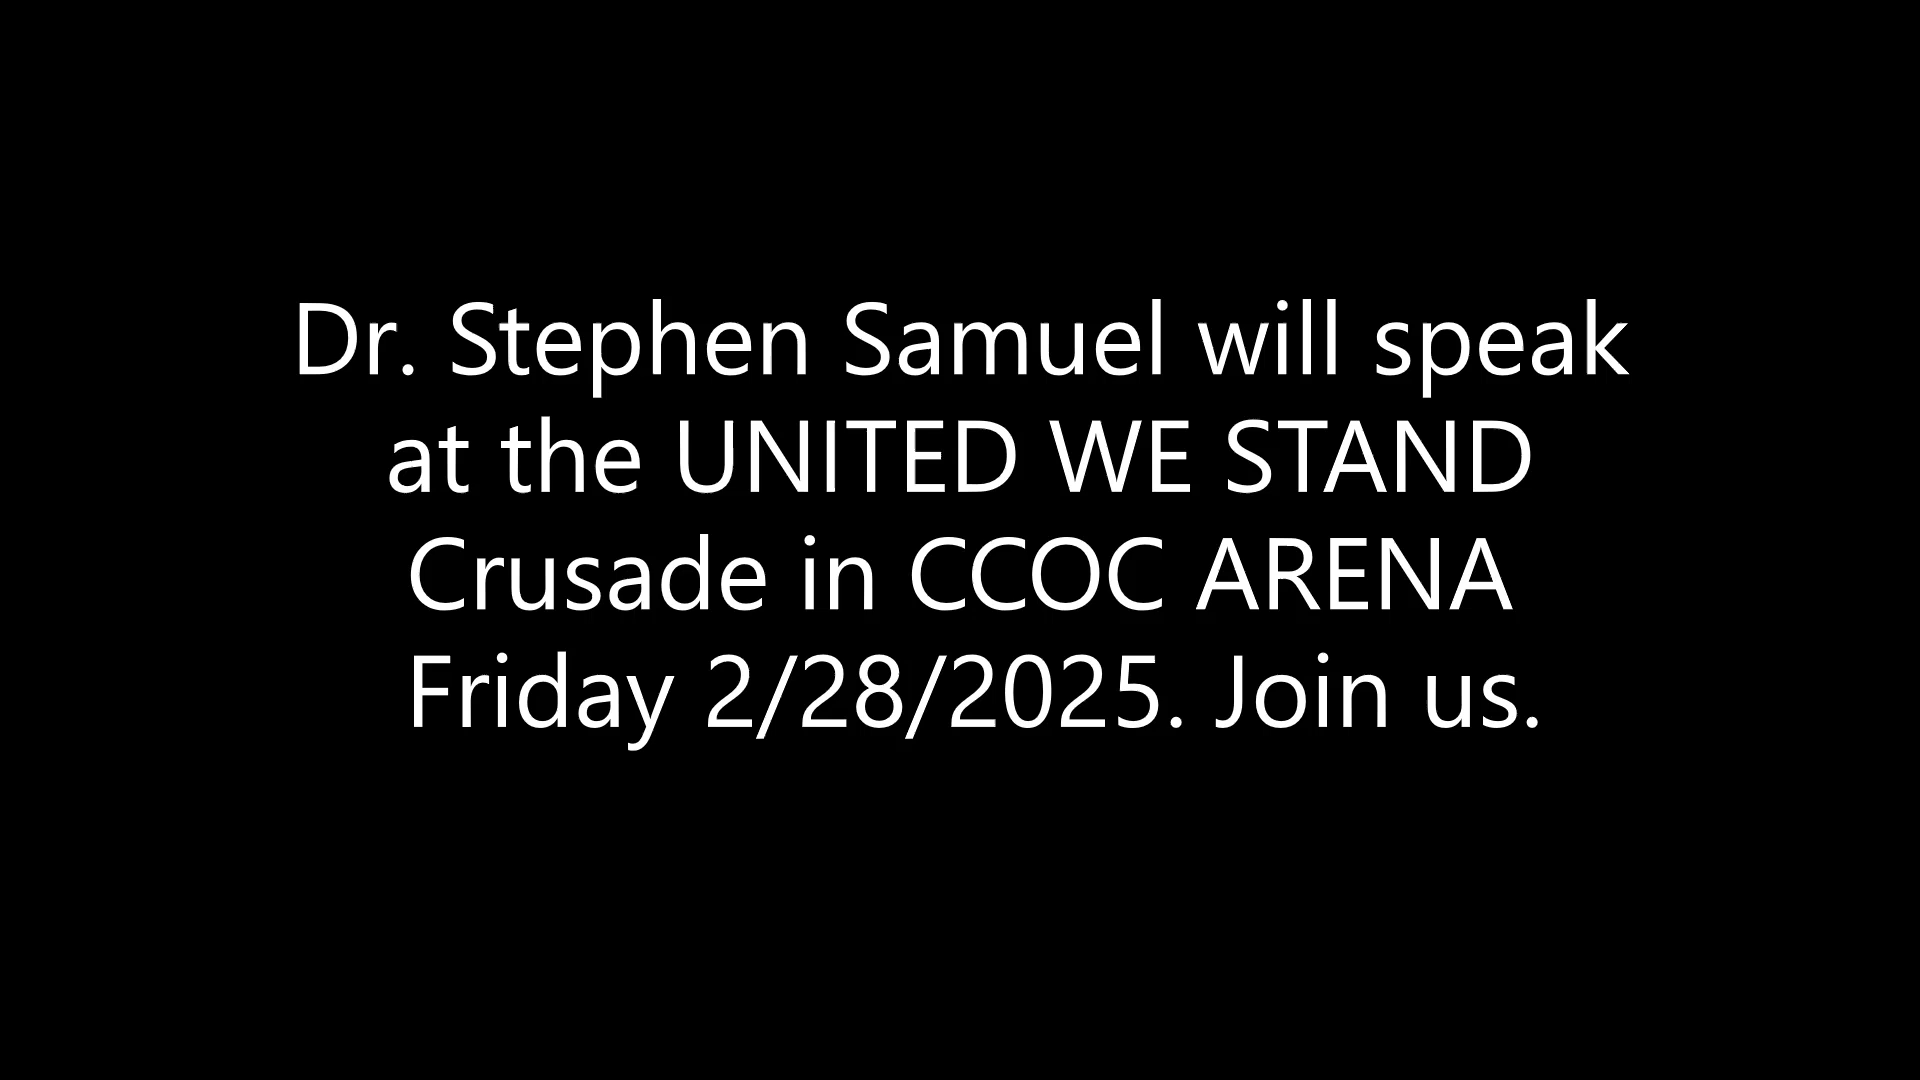 Dr. Stephen Samuel will speak
at the UNITED WE STAND
Crusade in CCOC ARENA
Friday 2/28/2025. Join us.